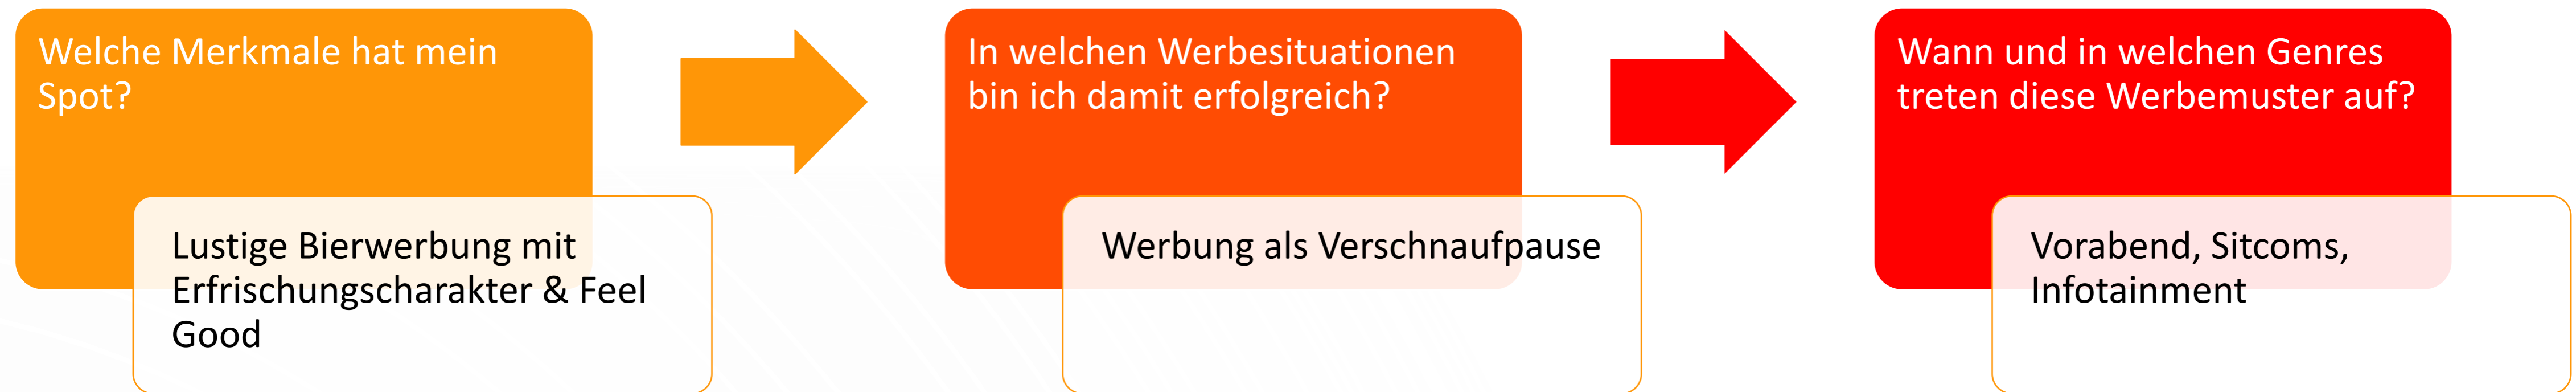 Welche Merkmale hat mein
Spot?
Lustige Bierwerbung mit
Erfrischungscharakter & Feel
Good
In welchen Werbesituationen
bin ich damit erfolgreich?
Werbung als Verschnaufpause
Wann und in welchen Genres
treten diese Werbemuster auf?
Vorabend, Sitcoms,
Infotainment